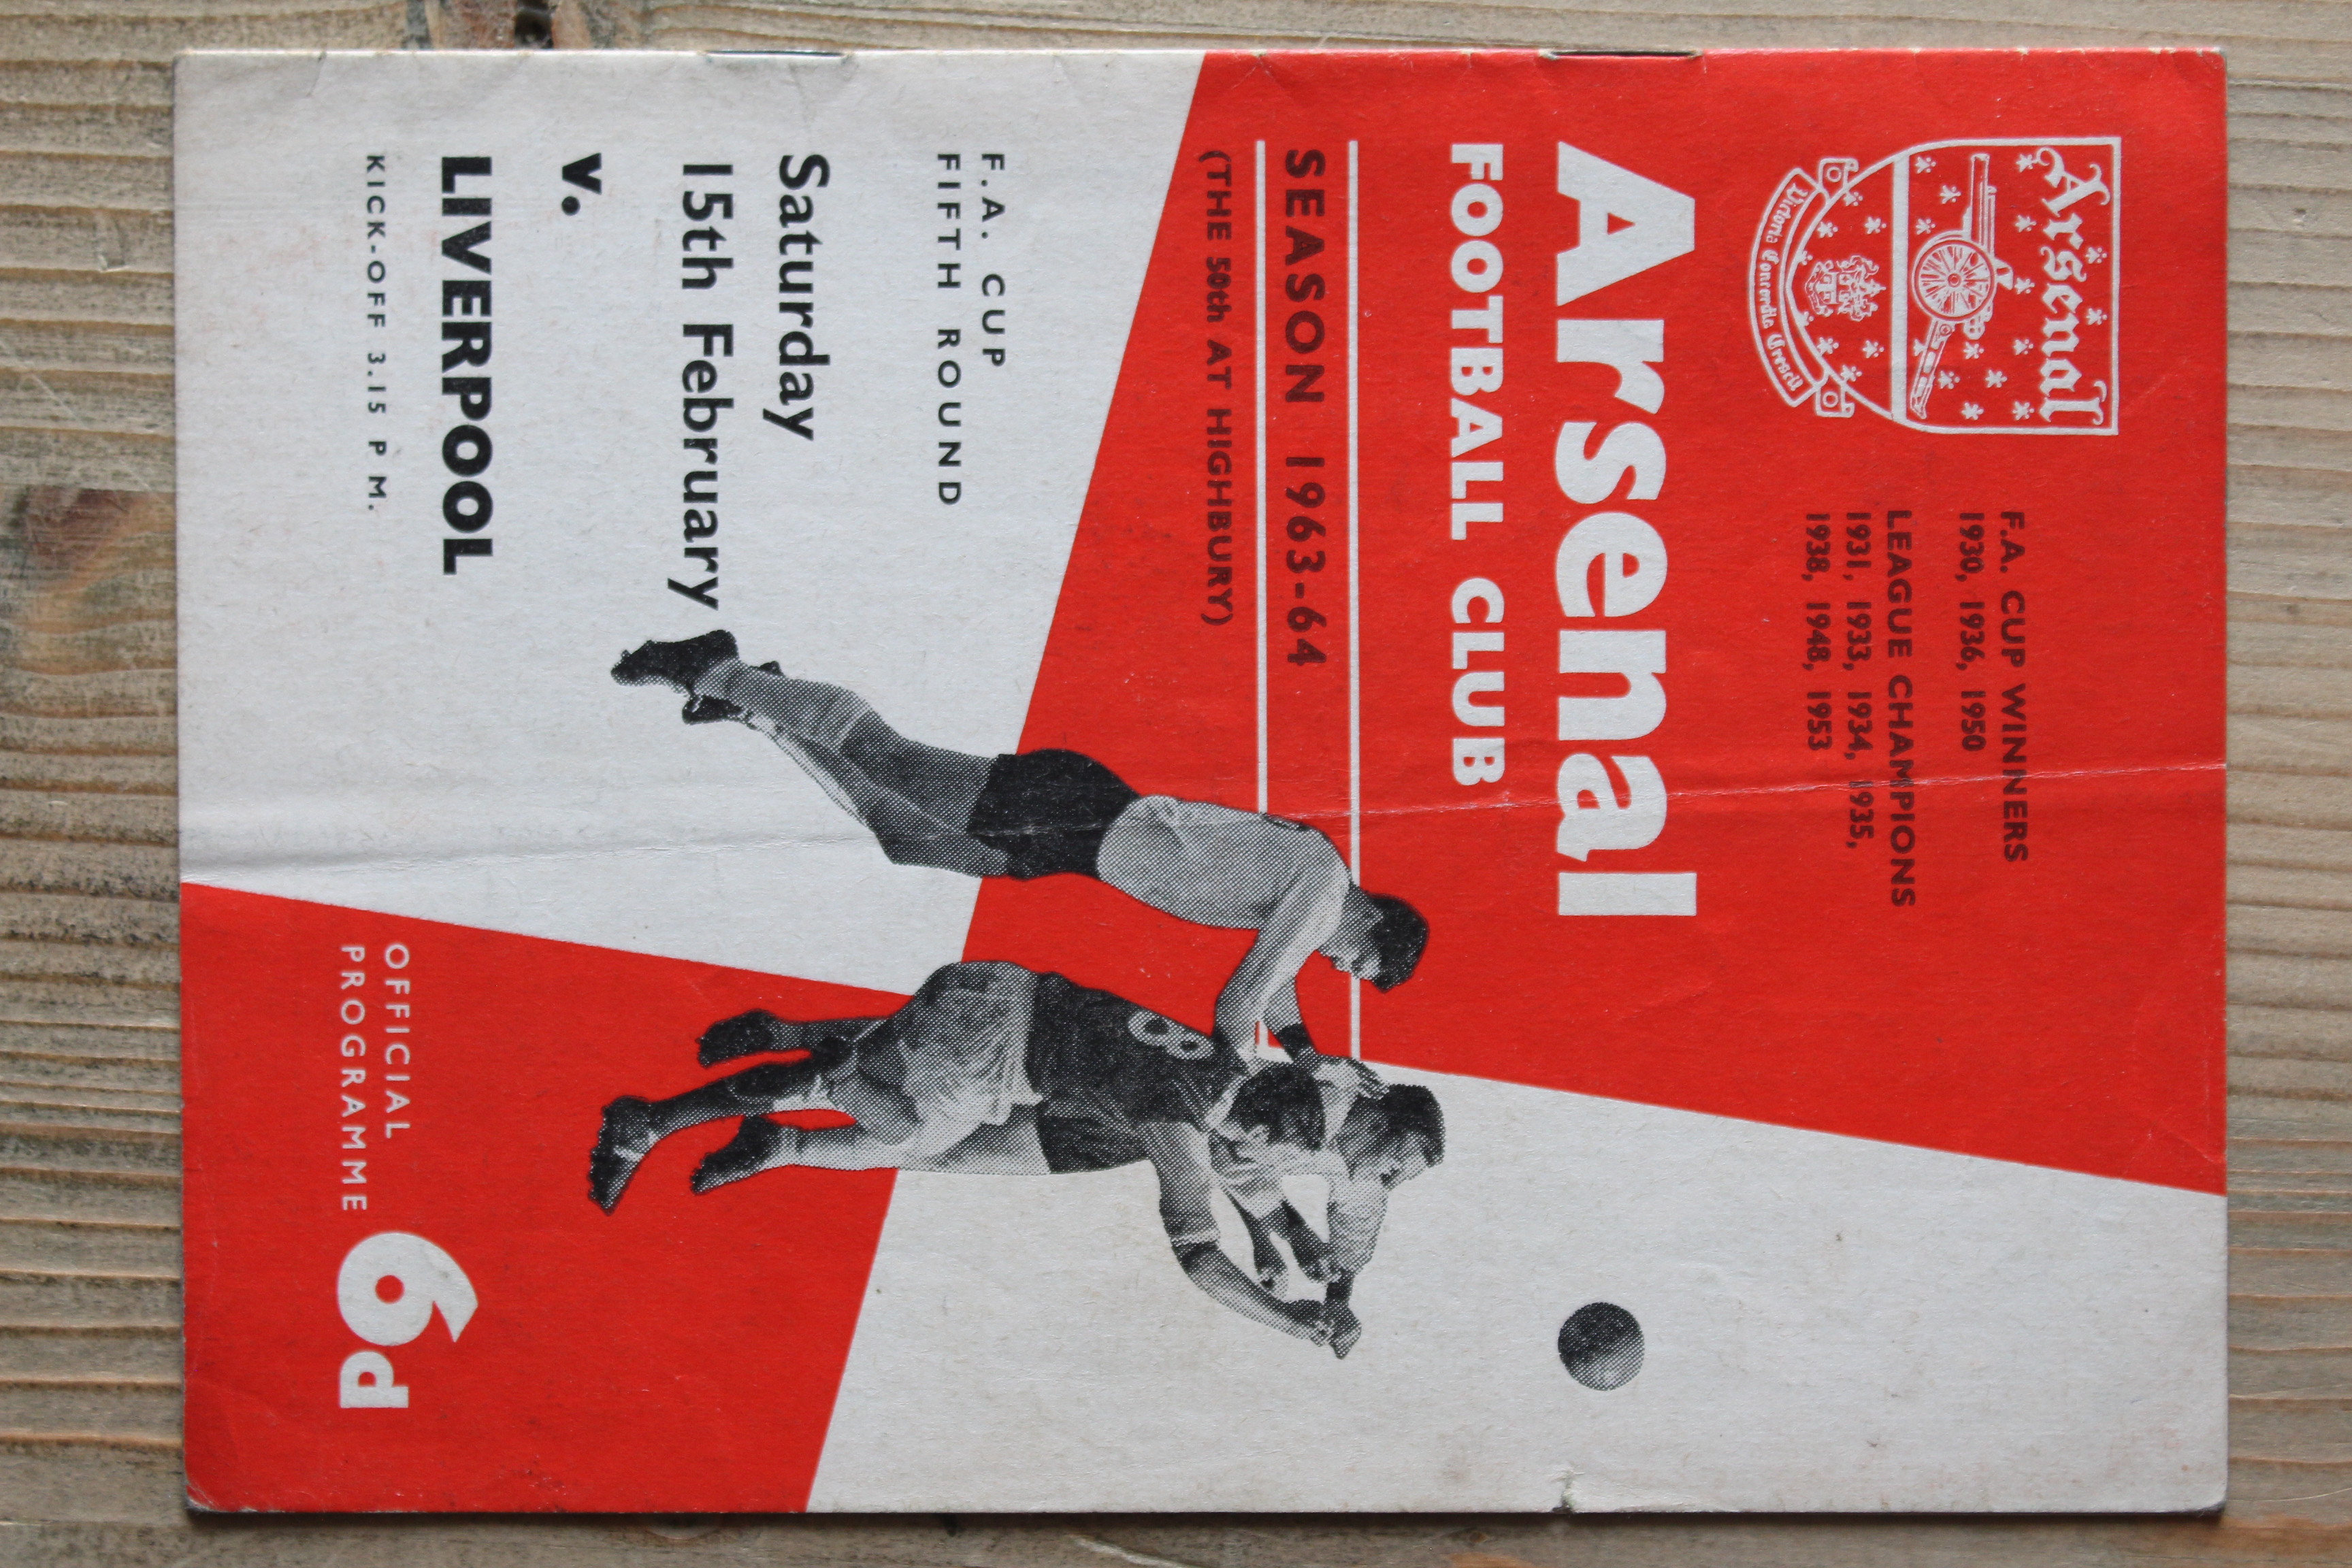 Arsenal
Victoria Concordia Crescit
F.A. CUP WINNERS
1930, 1936, 1950
LEAGUE CHAMPIONS
1931, 1933, 1934, 1935,
1938, 1948, 1953
Arsenal
FOOTBALL CLUB
SEASON 1963-64
(THE 50th AT HIGHBURY)
F.A. CUP
FIFTH ROUND
Saturday
15th February
v.
LIVERPOOL
KICK-OFF 3.15 P M.
8
OFFICIAL
PROGRAMME
6d